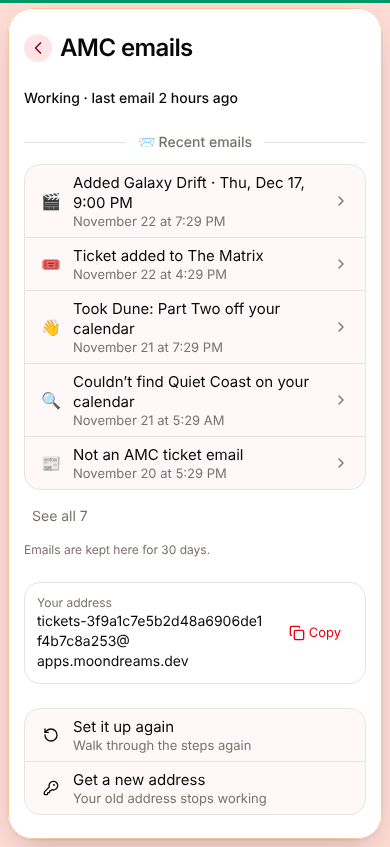 AMC emails
Working · last email 2 hours ago
Recent emails
Added Galaxy Drift · Thu, Dec 17,
9:00 PM
November 22 at 7:29 PM
Ticket added to The Matrix
November 22 at 4:29 PM
Took Dune: Part Two off your
calendar
November 21 at 7:29 PM
Couldn’t find Quiet Coast on your
calendar
November 21 at 5:29 AM
Not an AMC ticket email
November 20 at 5:29 PM
See all 7
Emails are kept here for 30 days.
Your address
tickets-3f9a1c7e5b2d48a6906de1
f4b7c8a253@
apps.moondreams.dev
Copy
Set it up again
Walk through the steps again
Get a new address
Your old address stops working